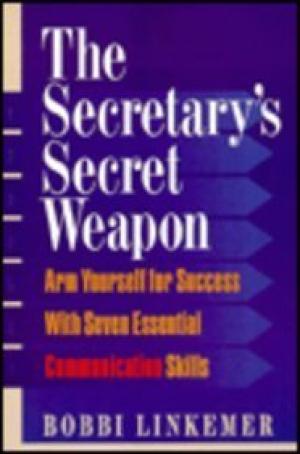 The
Secretary's
Secret
Weapon
Arm Yourself for Success
With Seven Essential
Communication Skills
BOBBI LINKEMER